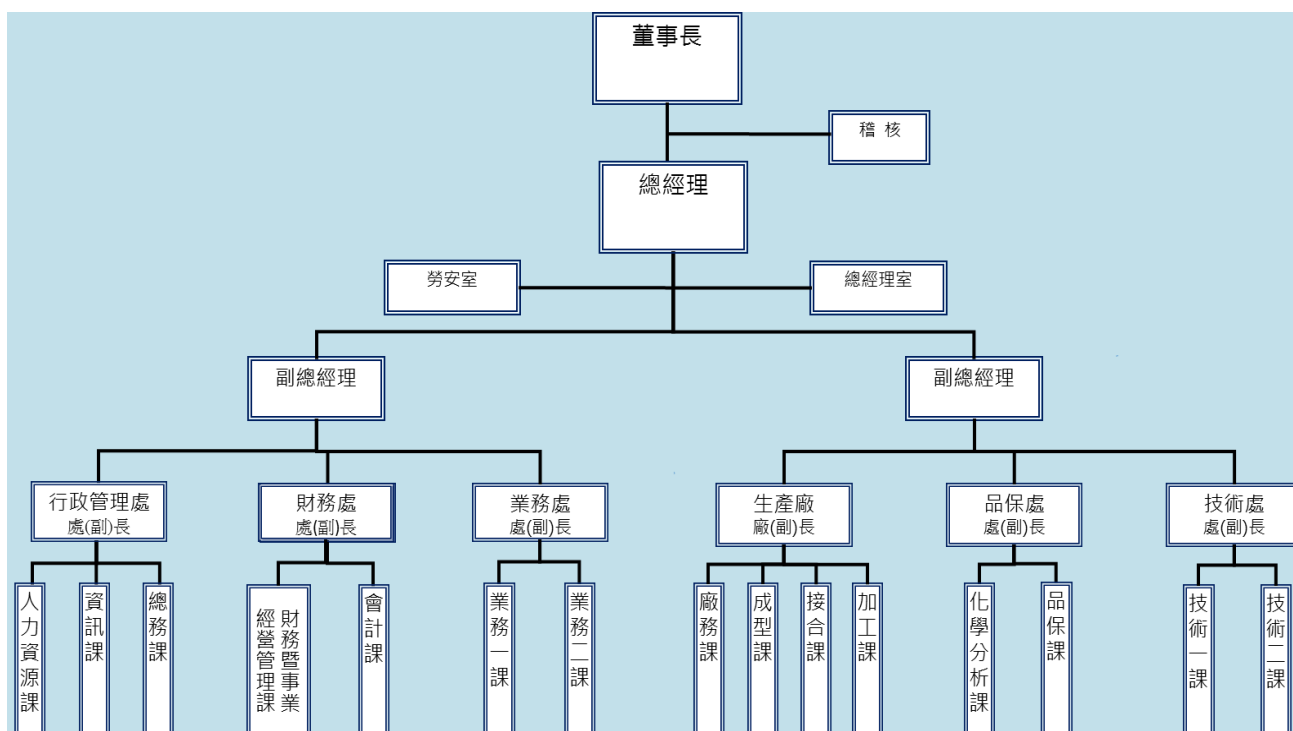 董事長
稽 核
總經理
勞安室
總經理室
副總經理
副總經理
行政管理處
處(副)長
財務處
處(副)長
業務處
處(副)長
生產廠
廠(副)長
品保處
處(副)長
技術處
處(副)長
人力資源課
資訊課
總務課
財務暨事業
經營管理課
會計課
業務一課
業務二課
廠務課
成型課
接合課
加工課
化學分析課
品保課
技術一課
技術二課